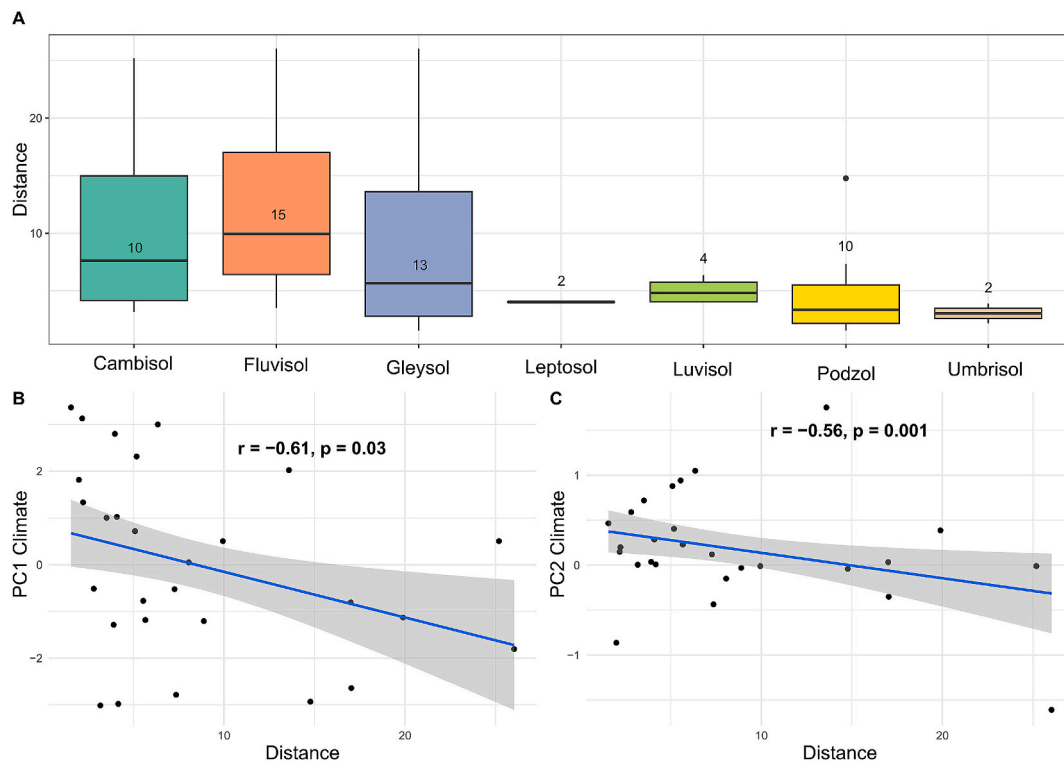 A
Distance
20
10
10
15
13
2
4
10
2
Cambisol
Fluvisol
Gleysol
Leptosol
Luvisol
Podzol
Umbrisol
B
r = −0.61, p = 0.03
PC1 Climate
2
0
−2
10
20
Distance
C
r = −0.56, p = 0.001
PC2 Climate
1
0
−1
10
20
Distance